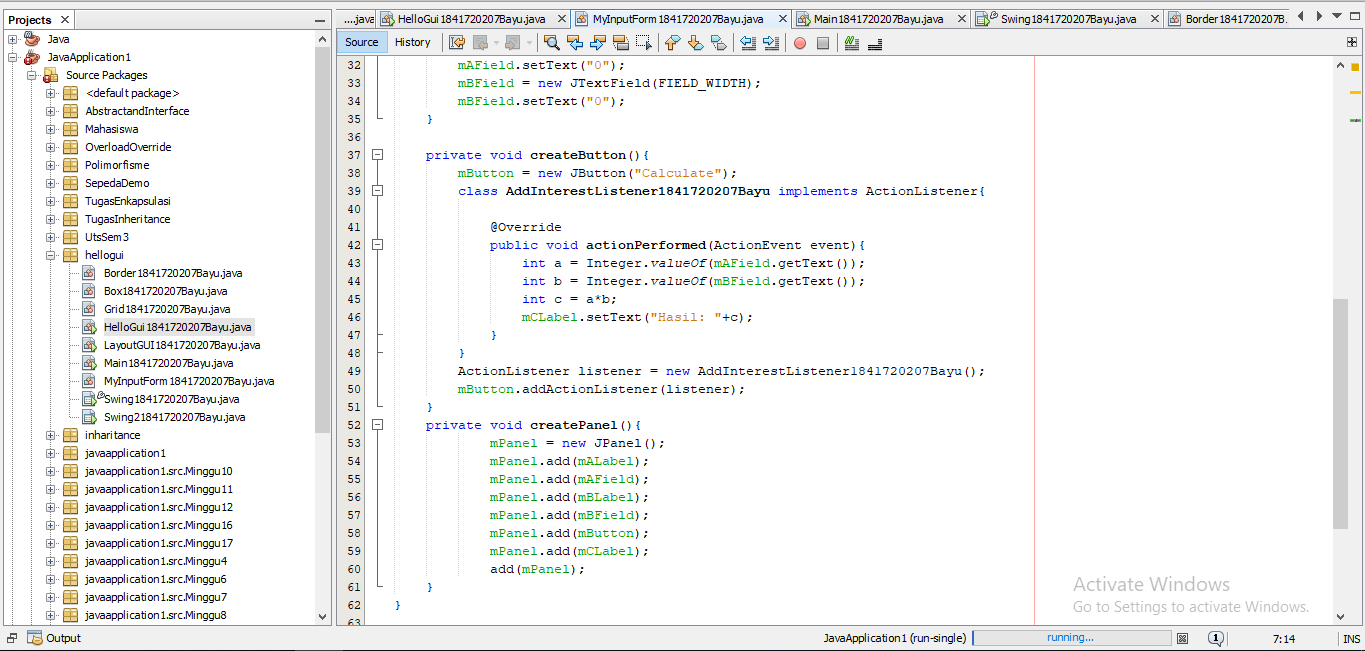 Projects
Java
JavaApplication1
Source Packages
<default package>
AbstractandInterface
Mahasiswa
OverloadOverride
Polimorfisme
SepedaDemo
TugasEnkapsulasi
TugasInheritance
UtsSem3
hellogui
Border1841720207Bayu.java
Box1841720207Bayu.java
Grid1841720207Bayu.java
HelloGui1841720207Bayu.java
LayoutGUI1841720207Bayu.java
Main1841720207Bayu.java
MyInputForm1841720207Bayu.java
Swing1841720207Bayu.java
Swing21841720207Bayu.java
inharitance
javaapplication1
javaapplication1.src.Minggu10
javaapplication1.src.Minggu11
javaapplication1.src.Minggu12
javaapplication1.src.Minggu16
javaapplication1.src.Minggu17
javaapplication1.src.Minggu4
javaapplication1.src.Minggu6
javaapplication1.src.Minggu7
javaapplication1.src.Minggu8
....java HelloGui1841720207Bayu.java MyInputForm1841720207Bayu.java Main1841720207Bayu.java Swing1841720207Bayu.java Border1841720207B.
Source History
32 mAField.setText("0");
33 mBField = new JTextField(FIELD_WIDTH);
34 mBField.setText("0");
35 }
36
37 private void createButton(){
38 mButton = new JButton("Calculate");
39 class AddInterestListener1841720207Bayu implements ActionListener{
40
41 @Override
42 public void actionPerformed(ActionEvent event){
43 int a = Integer.valueOf(mAField.getText());
44 int b = Integer.valueOf(mBField.getText());
45 int c = a*b;
46 mCLabel.setText("Hasil: "+c);
47 }
48 }
49 ActionListener listener = new AddInterestListener1841720207Bayu();
50 mButton.addActionListener(listener);
51 }
52 private void createPanel(){
53 mPanel = new JPanel();
54 mPanel.add(mALabel);
55 mPanel.add(mAField);
56 mPanel.add(mBLabel);
57 mPanel.add(mBField);
58 mPanel.add(mButton);
59 mPanel.add(mCLabel);
60 add(mPanel);
61 }
62 }
63
Activate Windows
Go to Settings to activate Windows.
Output
JavaApplication1 (run-single) running... 1 7:14 INS